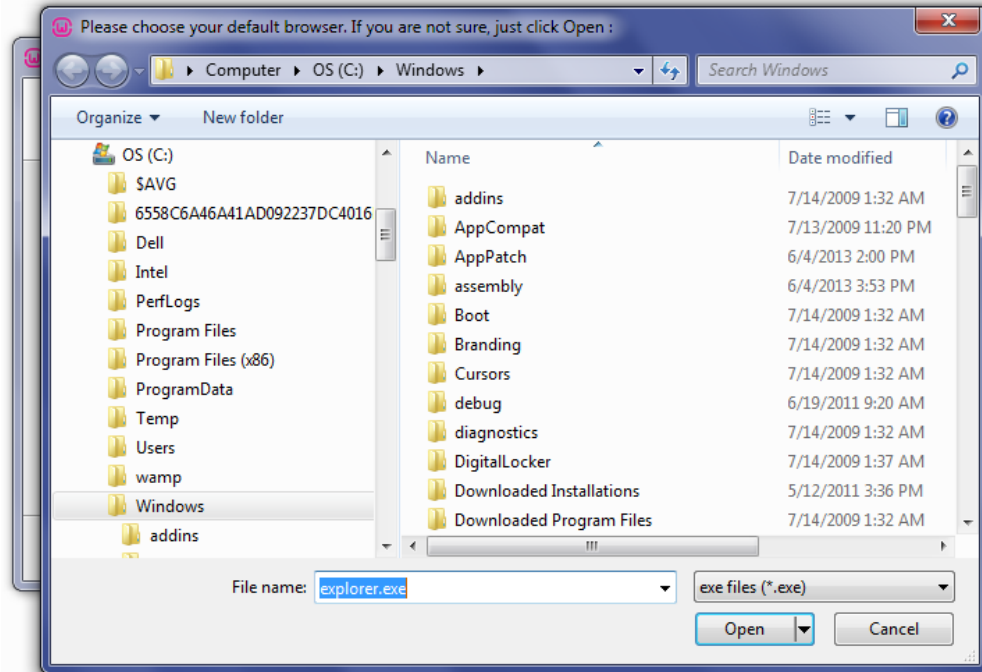 Please choose your default browser. If you are not sure, just click Open :
Computer OS (C:) Windows
Search Windows
Organize New folder
OS (C:)
$AVG
6558C6A46A41AD092237DC4016
Dell
Intel
PerfLogs
Program Files
Program Files (x86)
ProgramData
Temp
Users
wamp
Windows
addins
Name Date modified
addins 7/14/2009 1:32 AM
AppCompat 7/13/2009 11:20 PM
AppPatch 6/4/2013 2:00 PM
assembly 6/4/2013 3:53 PM
Boot 7/14/2009 1:32 AM
Branding 7/14/2009 1:32 AM
Cursors 7/14/2009 1:32 AM
debug 6/19/2011 9:20 AM
diagnostics 7/14/2009 1:32 AM
DigitalLocker 7/14/2009 1:37 AM
Downloaded Installations 5/12/2011 3:36 PM
Downloaded Program Files 7/14/2009 1:32 AM
File name: explorer.exe exe files (*.exe)
Open Cancel